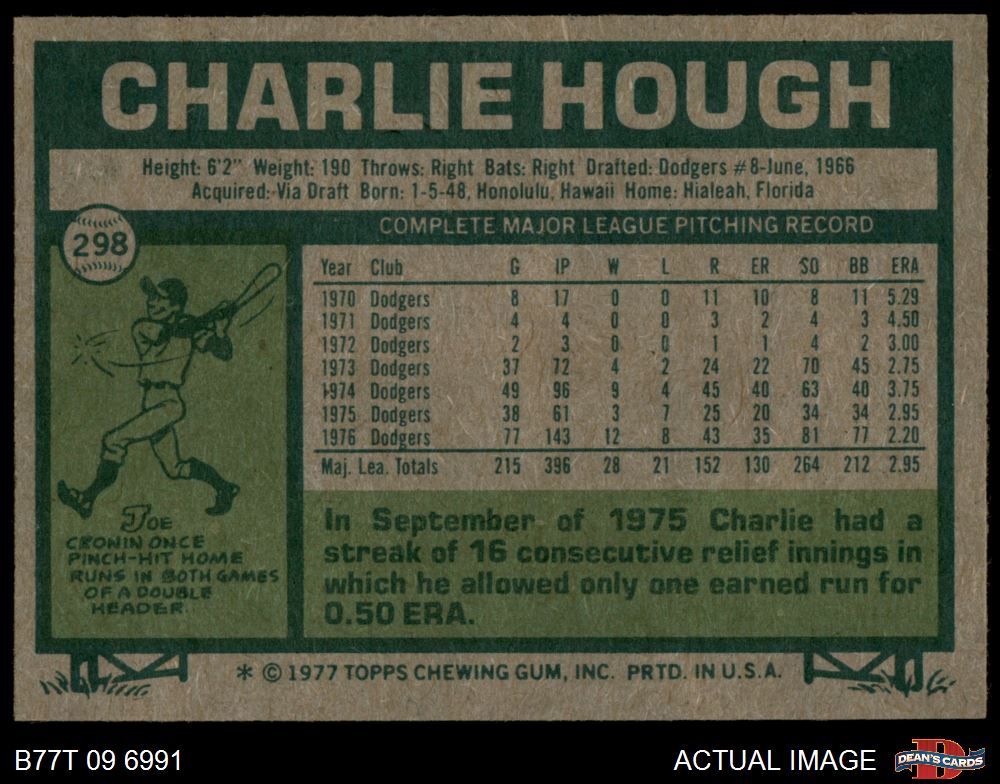 CHARLIE HOUGH
Height: 6'2" Weight: 190 Throws: Right Bats: Right Drafted: Dodgers #8-June, 1966
Acquired: Via Draft Born: 1-5-48, Honolulu, Hawaii Home: Hialeah, Florida
298
COMPLETE MAJOR LEAGUE PITCHING RECORD
Year Club G IP W L R ER SO BB ERA
1970 Dodgers 8 17 0 0 11 10 8 11 5.29
1971 Dodgers 4 4 0 0 3 2 4 3 4.50
1972 Dodgers 2 3 0 0 1 1 4 2 3.00
1973 Dodgers 37 72 4 2 24 22 70 45 2.75
1974 Dodgers 49 96 9 4 45 40 63 40 3.75
1975 Dodgers 38 61 3 7 25 20 34 34 2.95
1976 Dodgers 77 143 12 8 43 35 81 77 2.20
Maj. Lea. Totals 215 396 28 21 152 130 264 212 2.95
JOE
CRONIN ONCE
PINCH-HIT HOME
RUNS IN BOTH GAMES
OF A DOUBLE
HEADER.
In September of 1975 Charlie had a
streak of 16 consecutive relief innings in
which he allowed only one earned run for
0.50 ERA.
* © 1977 TOPPS CHEWING GUM, INC. PRTD. IN U.S.A.
B77T 09 6991
ACTUAL IMAGE
D
DEAN'S CARDS